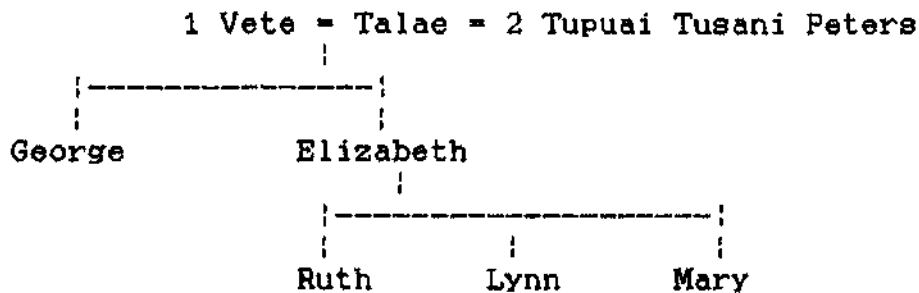 1 Vete = Talae = 2 Tupuai Tusani Peters
George Elizabeth
Ruth Lynn Mary